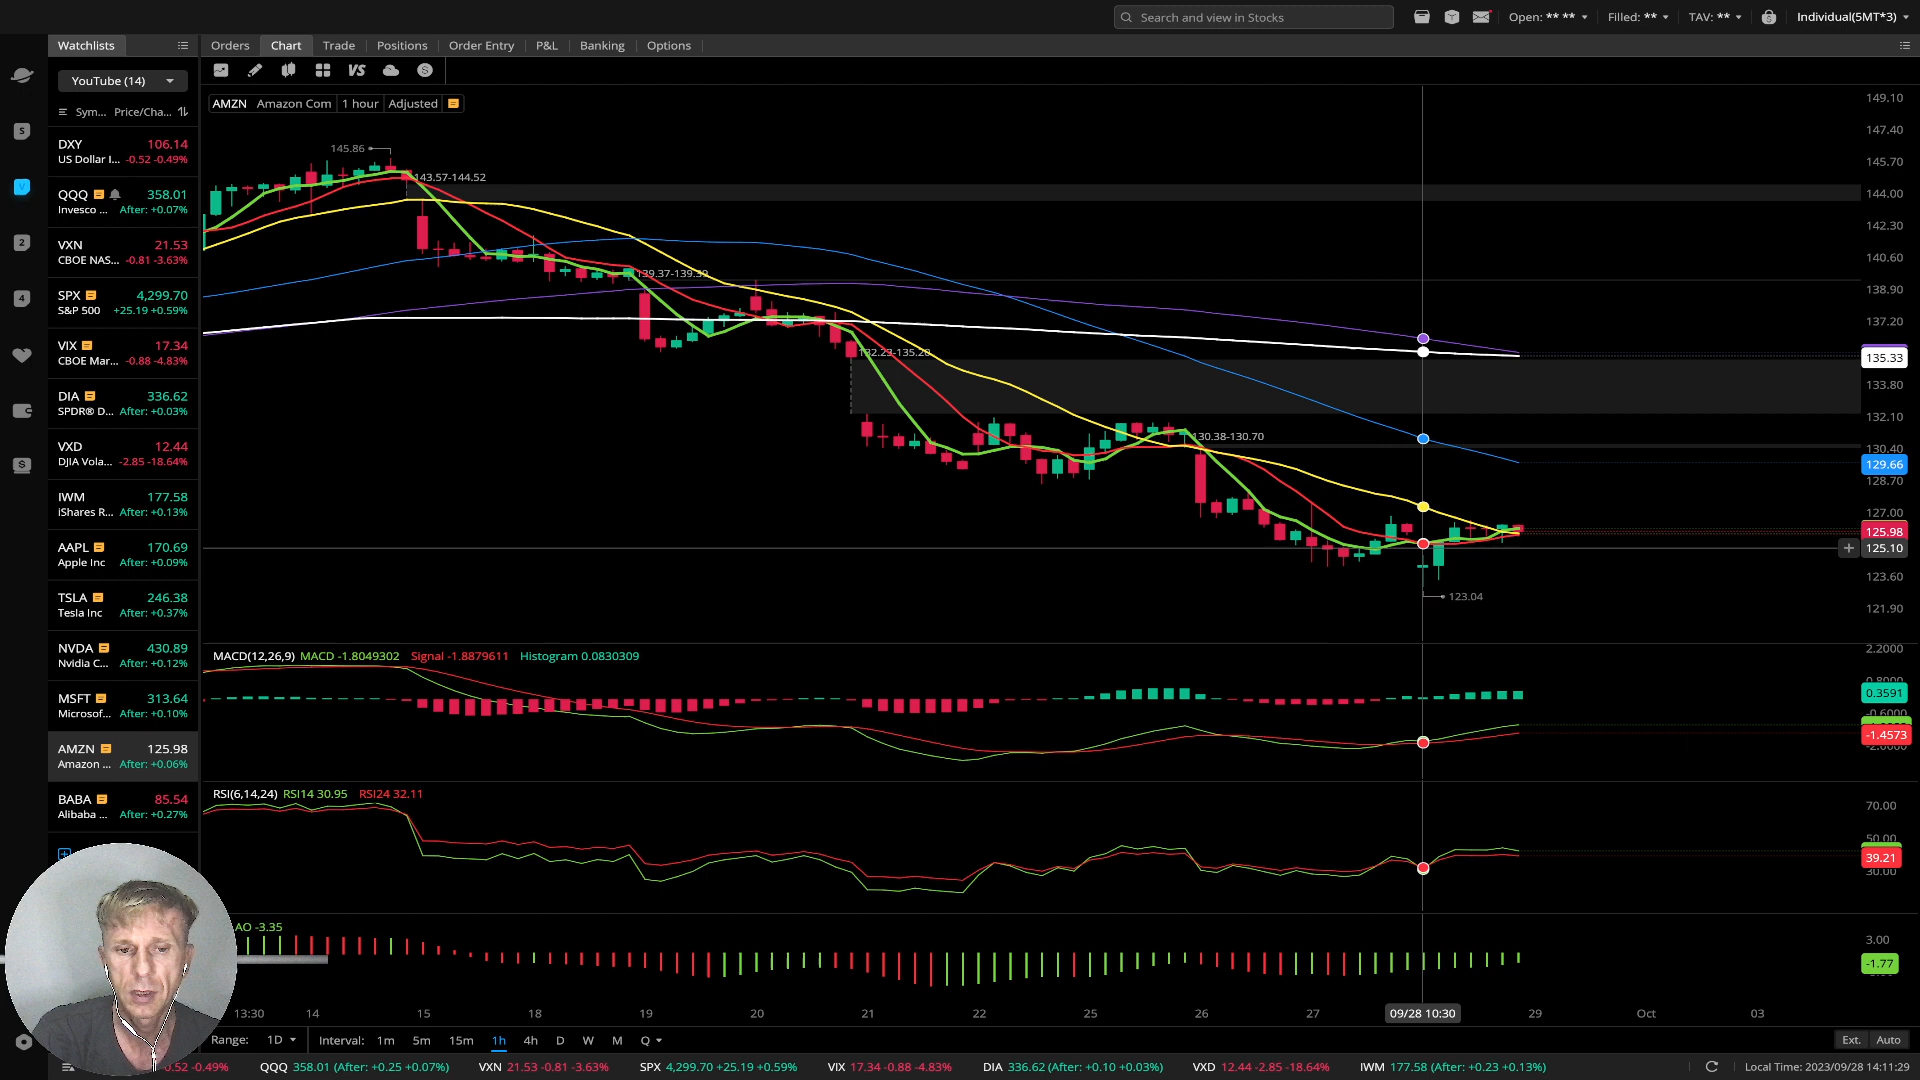 Search and view in Stocks
Open: ** **
Filled: **
TAV: **
Individual(5MT*3)
Watchlists
Orders Chart Trade Positions Order Entry P&L Banking Options
YouTube (14)
VS
Sym... Price/Cha...
AMZN Amazon Com 1 hour Adjusted
DXY 106.14
US Dollar I... -0.52 -0.49%
QQQ 358.01
Invesco ... After: +0.07%
VXN 21.53
CBOE NAS... -0.81 -3.63%
SPX 4,299.70
S&P 500 +25.19 +0.59%
VIX 17.34
CBOE Mar... -0.88 -4.83%
DIA 336.62
SPDR® D... After: +0.03%
VXD 12.44
DJIA Vola... -2.85 -18.64%
IWM 177.58
iShares R... After: +0.13%
AAPL 170.69
Apple Inc After: +0.09%
TSLA 246.38
Tesla Inc After: +0.37%
NVDA 430.89
Nvidia C... After: +0.12%
MSFT 313.64
Microsof... After: +0.10%
AMZN 125.98
Amazon ... After: +0.06%
BABA 85.54
Alibaba ... After: +0.27%
145.86
143.57-144.52
139.37-139.39
132.23-135.20
130.38-130.70
123.04
149.10
147.40
145.70
144.00
142.30
140.60
138.90
137.20
135.33
133.80
132.10
130.40
129.66
128.70
127.00
125.98
125.10
123.60
121.90
MACD(12,26,9) MACD -1.8049302 Signal -1.8879611 Histogram 0.0830309
2.2000
0.3591
-1.4573
RSI(6,14,24) RSI14 30.95 RSI24 32.11
70.00
50.00
39.21
30.00
AO -3.35
3.00
-1.77
13:30 14 15 18 19 20 21 22 25 26 27 09/28 10:30 29 Oct 03
Range: 1D Interval: 1m 5m 15m 1h 4h D W M Q
Ext. Auto
0.52 -0.49% QQQ 358.01 (After: +0.25 +0.07%) VXN 21.53 -0.81 -3.63% SPX 4,299.70 +25.19 +0.59% VIX 17.34 -0.88 -4.83% DIA 336.62 (After: +0.10 +0.03%) VXD 12.44 -2.85 -18.64% IWM 177.58 (After: +0.23 +0.13%)
Local Time: 2023/09/28 14:11:29